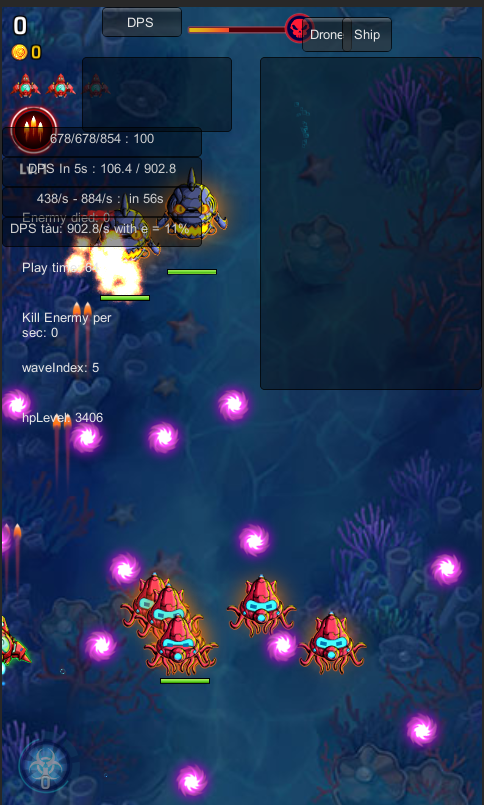 0
DPS
Drone
Ship
0
678/678/854 : 100
Lv.1
DPS In 5s : 106.4 / 902.8
438/s - 884/s : in 56s
Enermy died: 0
DPS tàu: 902.8/s with e = 11%
Play time: 6
Kill Enermy per
sec: 0
waveIndex: 5
hpLevel: 3406
0